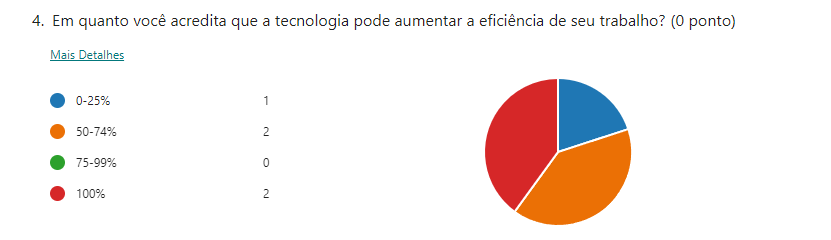 4. Em quanto você acredita que a tecnologia pode aumentar a eficiência de seu trabalho? (0 ponto)
Mais Detalhes
0-25% 1
50-74% 2
75-99% 0
100% 2